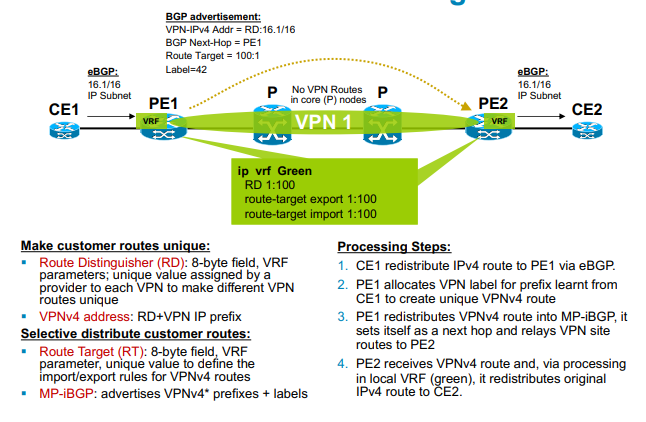 BGP advertisement:
VPN-IPv4 Addr = RD:16.1/16
BGP Next-Hop = PE1
Route Target = 100:1
Label=42
eBGP:
16.1/16
IP Subnet
eBGP:
16.1/16
IP Subnet
CE1
PE1
P
No VPN Routes
in core (P) nodes
P
PE2
CE2
VRF
VPN 1
VRF
ip vrf Green
RD 1:100
route-target export 1:100
route-target import 1:100
Make customer routes unique:
▪ Route Distinguisher (RD): 8-byte field, VRF
parameters; unique value assigned by a
provider to each VPN to make different VPN
routes unique
▪ VPNv4 address: RD+VPN IP prefix
Selective distribute customer routes:
▪ Route Target (RT): 8-byte field, VRF
parameter, unique value to define the
import/export rules for VPNv4 routes
▪ MP-iBGP: advertises VPNv4* prefixes + labels
Processing Steps:
1. CE1 redistribute IPv4 route to PE1 via eBGP.
2. PE1 allocates VPN label for prefix learnt from
CE1 to create unique VPNv4 route
3. PE1 redistributes VPNv4 route into MP-iBGP, it
sets itself as a next hop and relays VPN site
routes to PE2
4. PE2 receives VPNv4 route and, via processing
in local VRF (green), it redistributes original
IPv4 route to CE2.